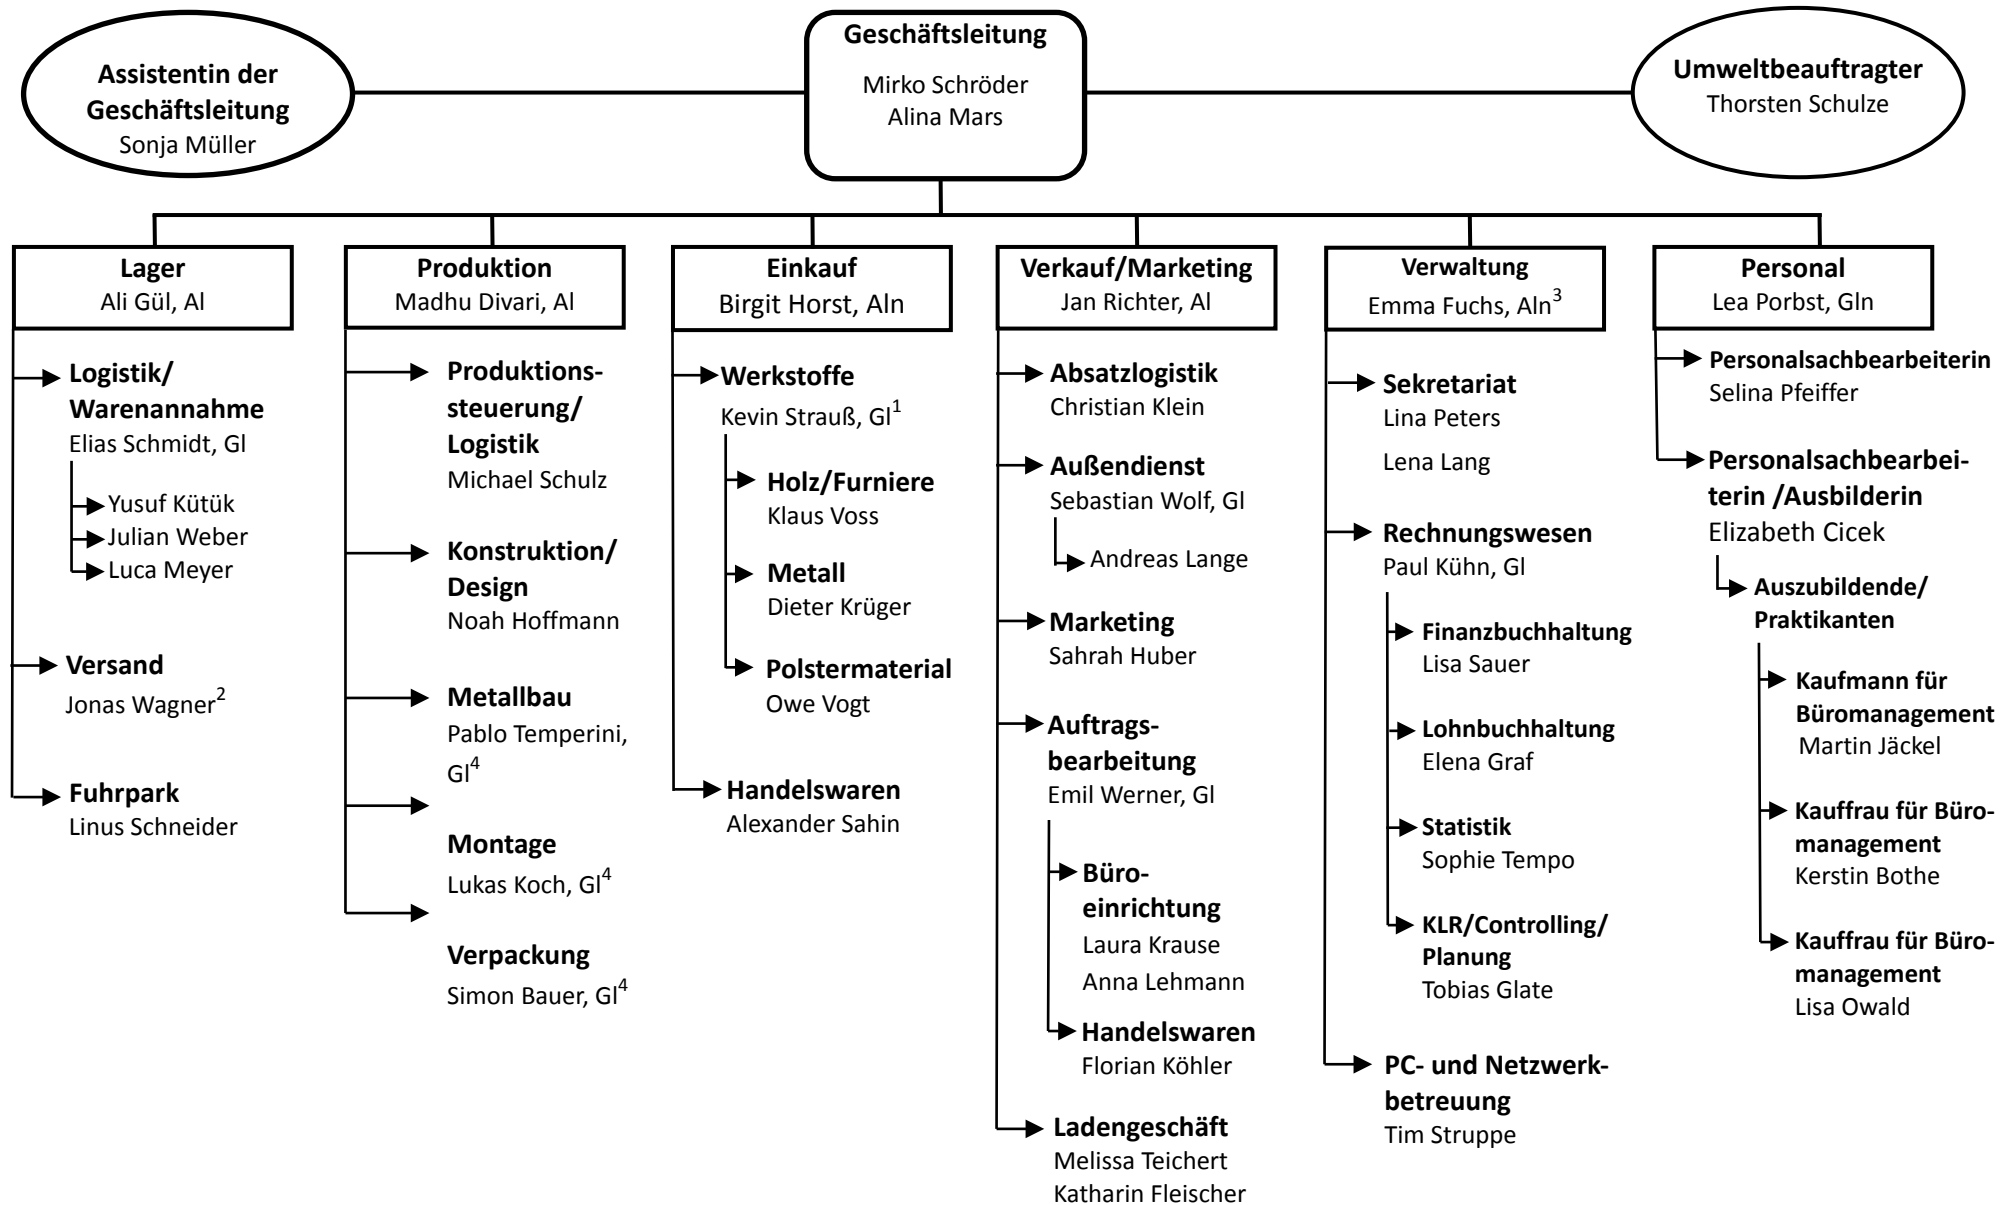 Assistentin der
Geschäftsleitung
Sonja Müller
Geschäftsleitung
Mirko Schröder
Alina Mars
Umweltbeauftragter
Thorsten Schulze
Lager
Ali Gül, Al
Logistik/
Warenannahme
Elias Schmidt, Gl
Yusuf Kütük
Julian Weber
Luca Meyer
Versand
Jonas Wagner²
Fuhrpark
Linus Schneider
Produktion
Madhu Divari, Al
Produktions-
steuerung/
Logistik
Michael Schulz
Konstruktion/
Design
Noah Hoffmann
Metallbau
Pablo Temperini,
Gl⁴
Montage
Lukas Koch, Gl⁴
Verpackung
Simon Bauer, Gl⁴
Einkauf
Birgit Horst, Aln
Werkstoffe
Kevin Strauß, Gl¹
Holz/Furniere
Klaus Voss
Metall
Dieter Krüger
Polstermaterial
Owe Vogt
Handelswaren
Alexander Sahin
Verkauf/Marketing
Jan Richter, Al
Absatzlogistik
Christian Klein
Außendienst
Sebastian Wolf, Gl
Andreas Lange
Marketing
Sahrah Huber
Auftrags-
bearbeitung
Emil Werner, Gl
Büro-
einrichtung
Laura Krause
Anna Lehmann
Handelswaren
Florian Köhler
Ladengeschäft
Melissa Teichert
Katharin Fleischer
Verwaltung
Emma Fuchs, Aln³
Sekretariat
Lina Peters
Lena Lang
Rechnungswesen
Paul Kühn, Gl
Finanzbuchhaltung
Lisa Sauer
Lohnbuchhaltung
Elena Graf
Statistik
Sophie Tempo
KLR/Controlling/
Planung
Tobias Glate
PC- und Netzwerk-
betreuung
Tim Struppe
Personal
Lea Porbst, Gln
Personalsachbearbeiterin
Selina Pfeiffer
Personalsachbearbei-
terin /Ausbilderin
Elizabeth Cicek
Auszubildende/
Praktikanten
Kaufmann für
Büromanagement
Martin Jäckel
Kauffrau für Büro-
management
Kerstin Bothe
Kauffrau für Büro-
management
Lisa Owald